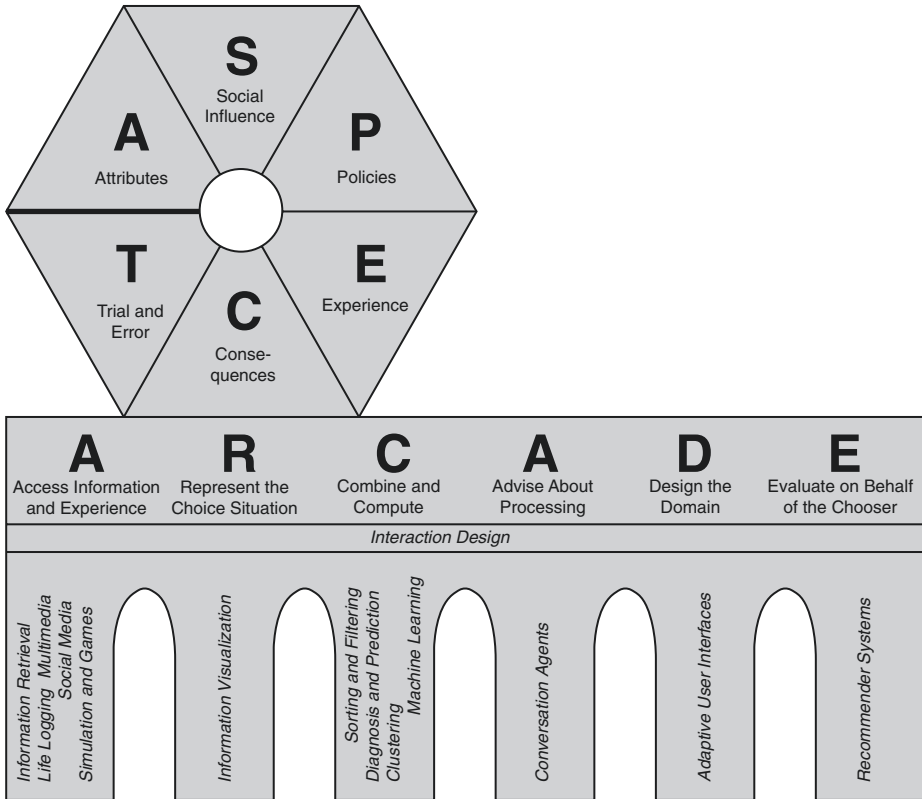 S
Social
Influence
A
Attributes
P
Policies
T
Trial and
Error
E
Experience
C
Conse-
quences
A
Access Information
and Experience
R
Represent the
Choice Situation
C
Combine and
Compute
A
Advise About
Processing
D
Design the
Domain
E
Evaluate on Behalf
of the Chooser
Interaction Design
Information Retrieval
Life Logging Multimedia
Social Media
Simulation and Games
Information Visualization
Sorting and Filtering
Diagnosis and Prediction
Clustering
Machine Learning
Conversation Agents
Adaptive User Interfaces
Recommender Systems